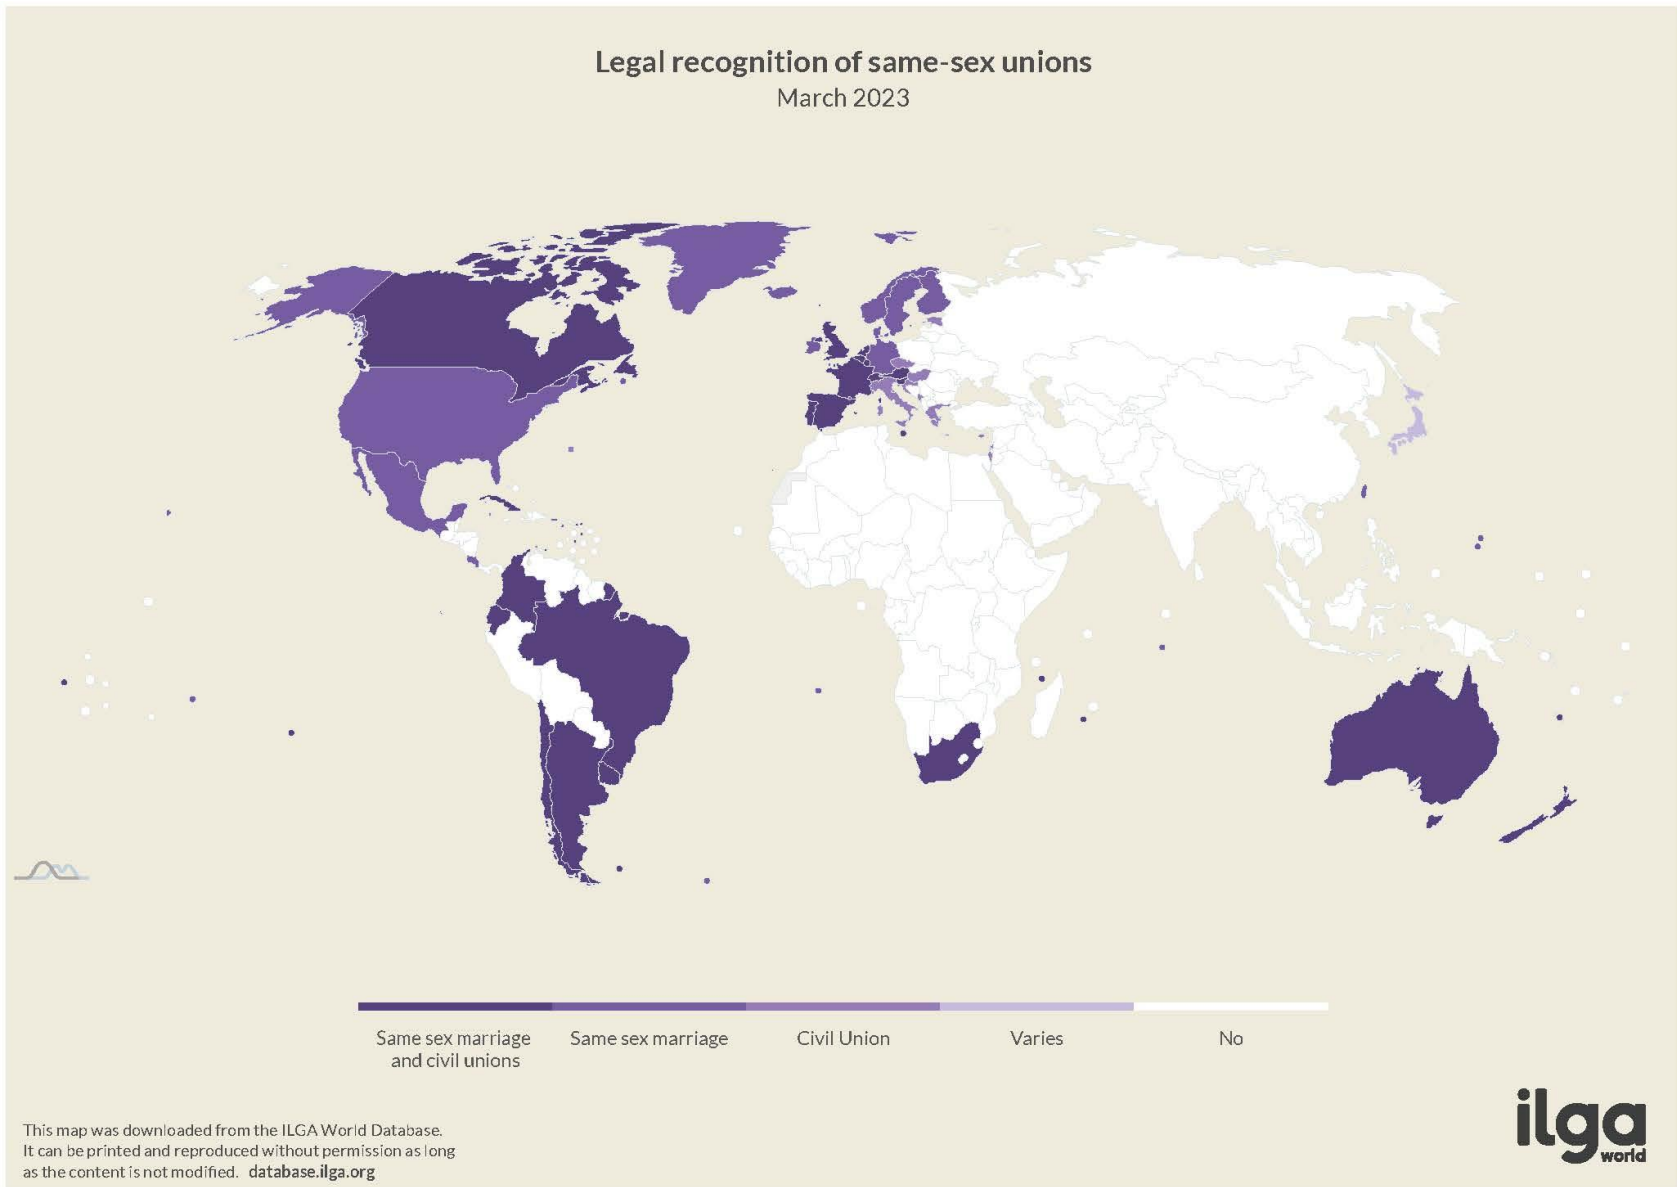 Legal recognition of same-sex unions
March 2023
Same sex marriage
and civil unions
Same sex marriage
Civil Union
Varies
No
This map was downloaded from the ILGA World Database.
It can be printed and reproduced without permission as long
as the content is not modified. database.ilga.org
ilga
world